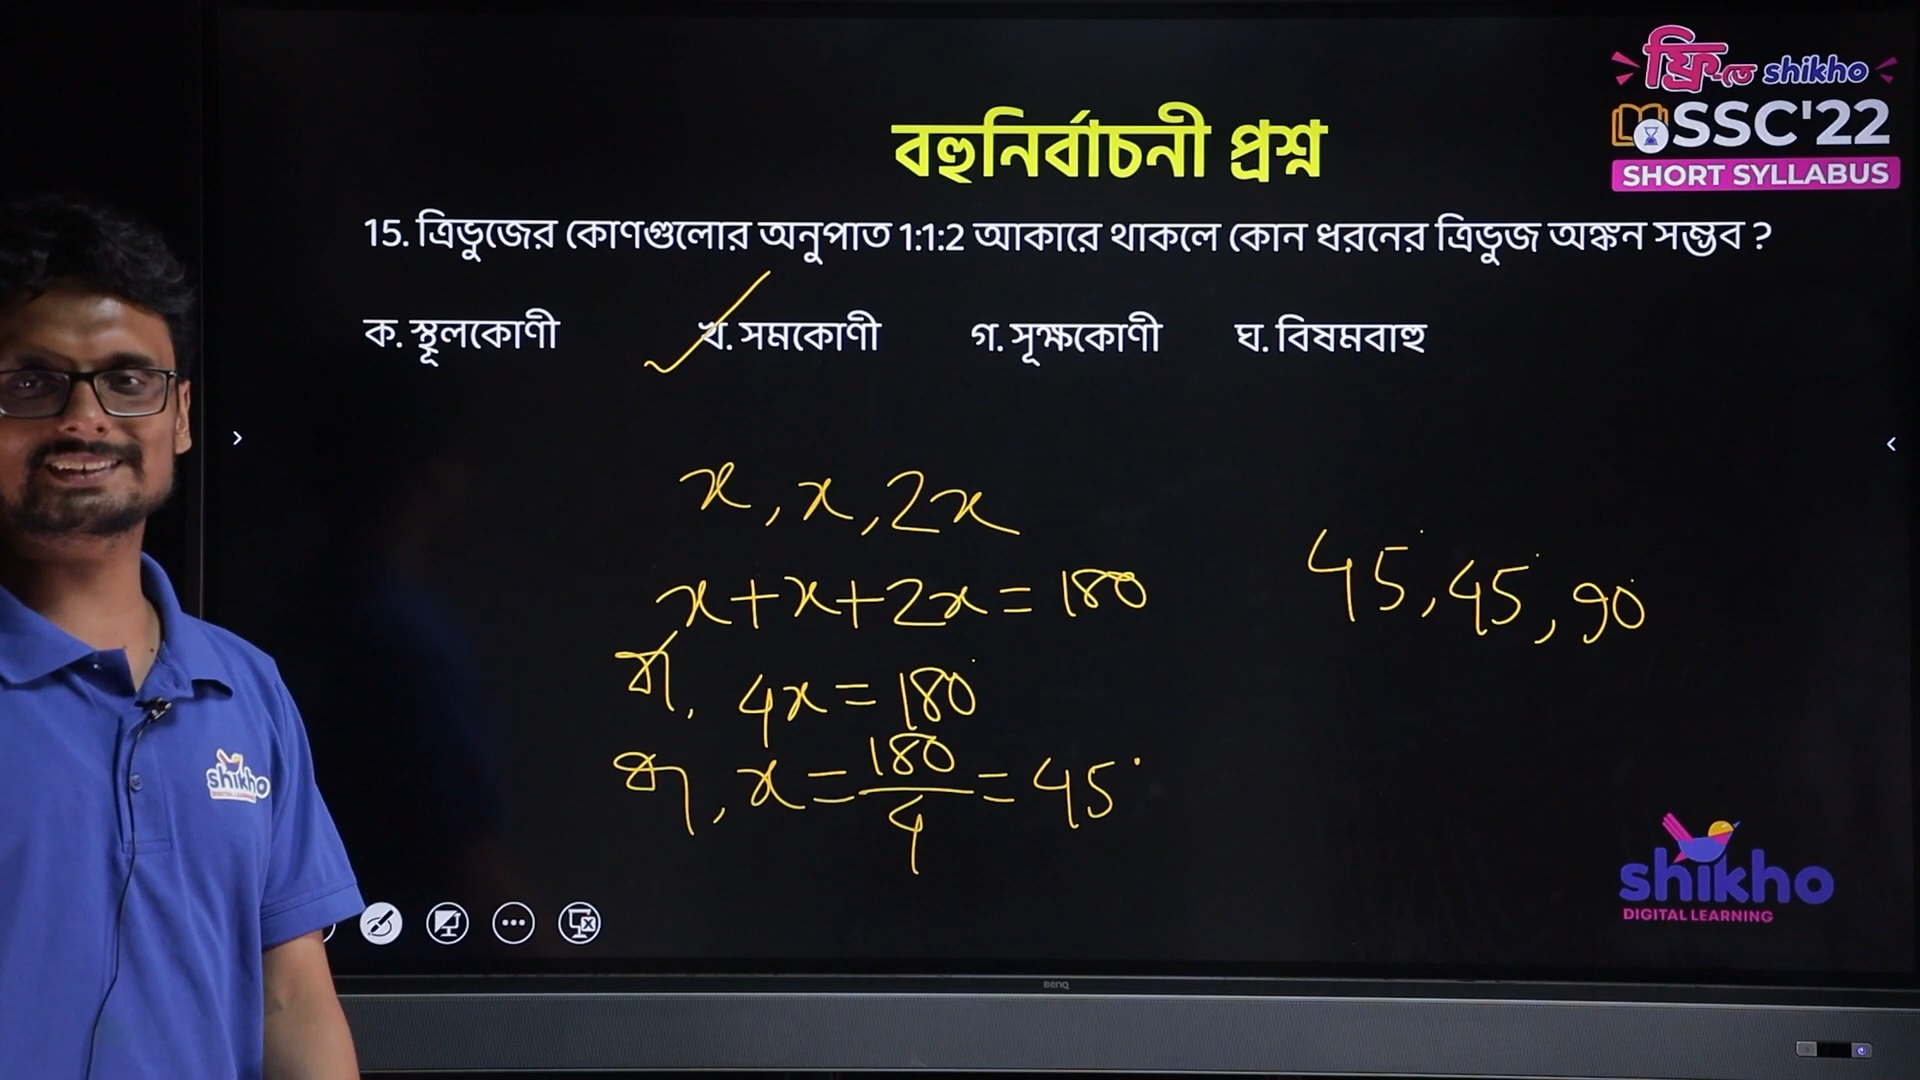 ফ্রি-তে shikho
SSC'22
SHORT SYLLABUS
বহুনির্বাচনী প্রশ্ন
15. ত্রিভুজের কোণগুলোর অনুপাত 1:1:2 আকারে থাকলে কোন ধরনের ত্রিভুজ অঙ্কন সম্ভব ?
ক. স্থূলকোণী খ. সমকোণী গ. সূক্ষ্মকোণী ঘ. বিষমবাহু
x, x, 2x
x+x+2x = 180
বা, 4x = 180
বা, x = 180/4 = 45°
45°, 45°, 90°
shikho
shikho
DIGITAL LEARNING
BenQ